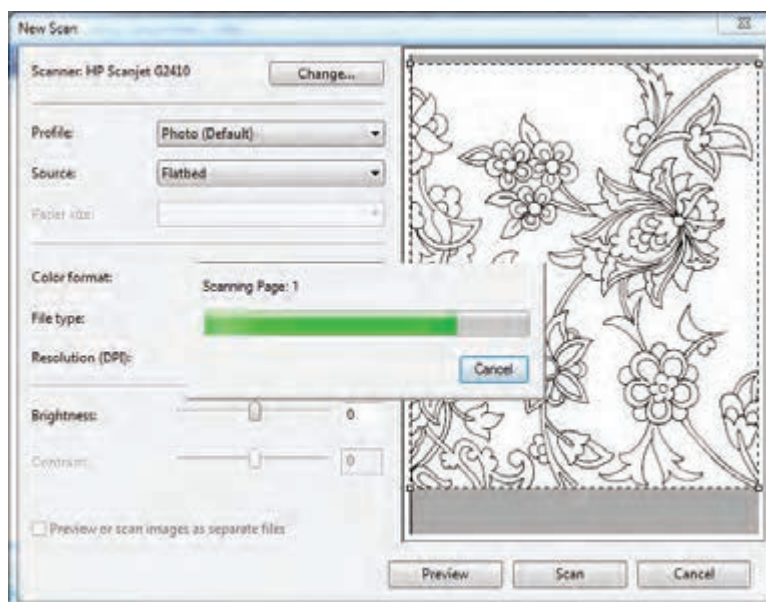 New Scan
Scanner: HP Scanjet G2410 Change...
Profile: Photo (Default)
Source: Flatbed
Paper size:
Color format:
Scanning Page: 1
File type:
Resolution (DPI):
Cancel
Brightness: 0
Contrast: 0
Preview or scan images as separate files
Preview Scan Cancel